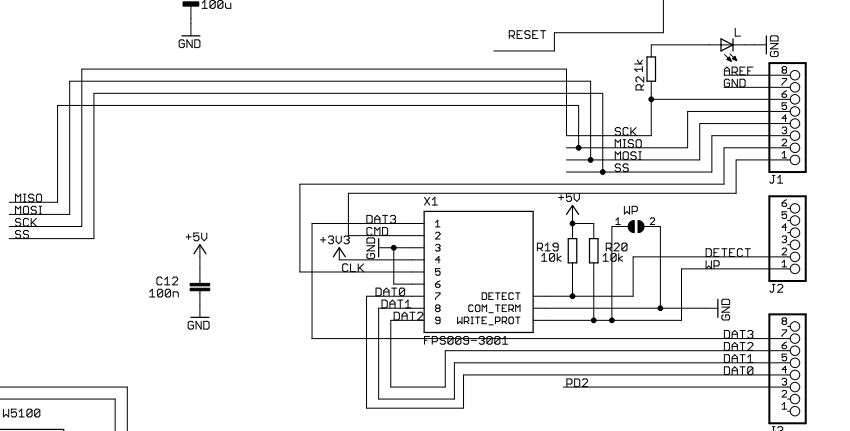 100u
GND
RESET
L
GND
R2 1k
AREF
GND
8
7
6
5
4
3
2
1
SCK
MISO
MOSI
SS
J1
MISO
MOSI
SCK
SS
+5V
C12
100n
GND
X1
DAT3
CMD
+3V3
GND
CLK
DAT0
DAT1
DAT2
1
2
3
4
5
6
7
8
9
DETECT
COM_TERM
WRITE_PROT
FPS009-3001
+5V
R19
10k
R20
10k
WP
1 2
GND
DETECT
WP
6
5
4
3
2
1
J2
DAT3
DAT2
DAT1
DAT0
PD2
8
7
6
5
4
3
2
1
W5100